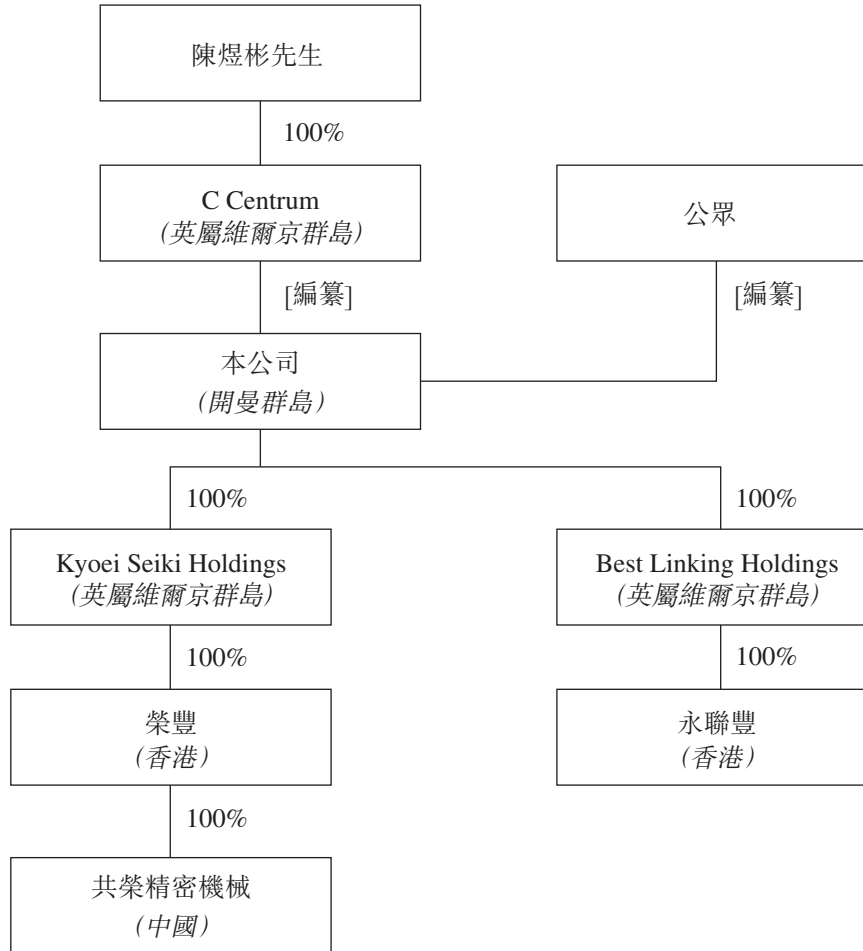 陳煜彬先生
100%
C Centrum
(英屬維爾京群島)
公眾
[編纂]
[編纂]
本公司
(開曼群島)
100%
100%
Kyoei Seiki Holdings
(英屬維爾京群島)
Best Linking Holdings
(英屬維爾京群島)
100%
100%
榮豐
(香港)
永聯豐
(香港)
100%
共榮精密機械
(中國)